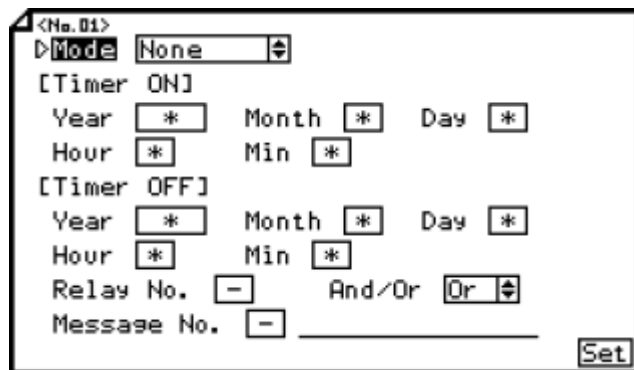 <No.01>
Mode None
[Timer ON]
Year * Month * Day *
Hour * Min *
[Timer OFF]
Year * Month * Day *
Hour * Min *
Relay No. - And/Or Or
Message No. -
Set